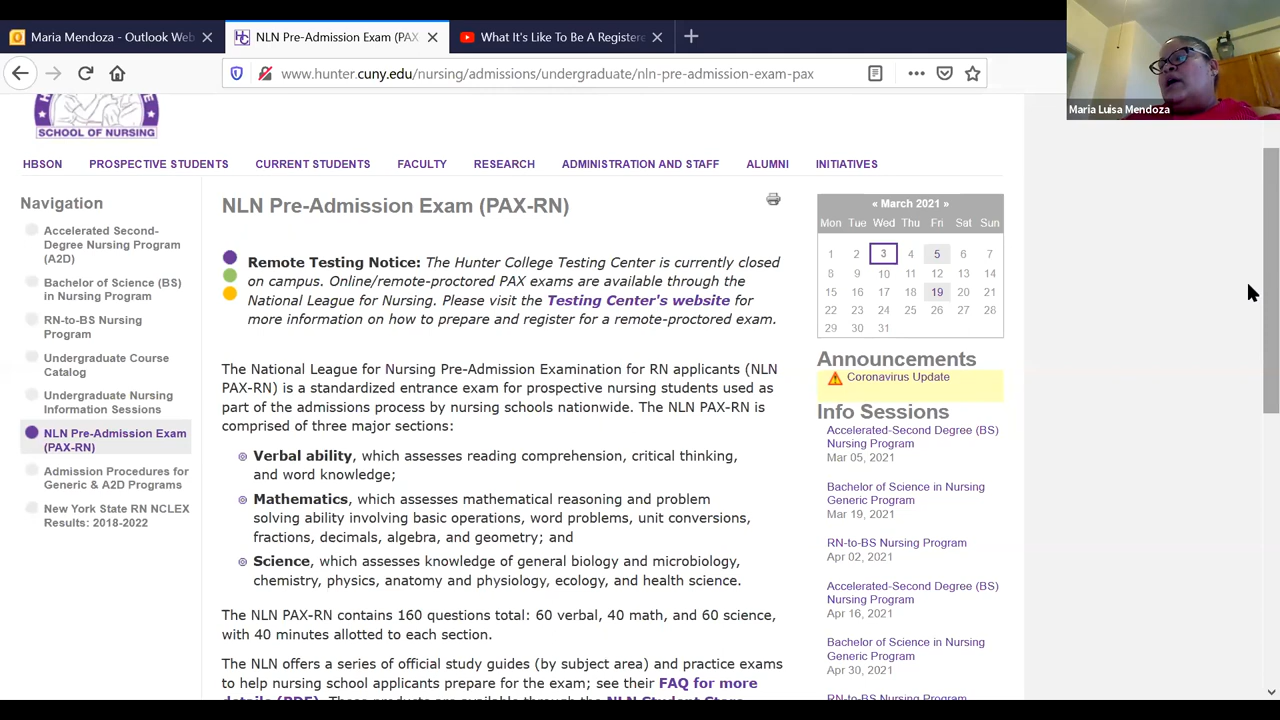 Maria Mendoza - Outlook Web
NLN Pre-Admission Exam (PAX
What It's Like To Be A Registere
www.hunter.cuny.edu/nursing/admissions/undergraduate/nln-pre-admission-exam-pax
Maria Luisa Mendoza
SCHOOL OF NURSING
HBSON PROSPECTIVE STUDENTS CURRENT STUDENTS FACULTY RESEARCH ADMINISTRATION AND STAFF ALUMNI INITIATIVES
Navigation
Accelerated Second-
Degree Nursing Program
(A2D)
Bachelor of Science (BS)
in Nursing Program
RN-to-BS Nursing
Program
Undergraduate Course
Catalog
Undergraduate Nursing
Information Sessions
NLN Pre-Admission Exam
(PAX-RN)
Admission Procedures for
Generic & A2D Programs
New York State RN NCLEX
Results: 2018-2022
NLN Pre-Admission Exam (PAX-RN)
Remote Testing Notice: The Hunter College Testing Center is currently closed
on campus. Online/remote-proctored PAX exams are available through the
National League for Nursing. Please visit the Testing Center's website for
more information on how to prepare and register for a remote-proctored exam.
The National League for Nursing Pre-Admission Examination for RN applicants (NLN
PAX-RN) is a standardized entrance exam for prospective nursing students used as
part of the admissions process by nursing schools nationwide. The NLN PAX-RN is
comprised of three major sections:
Verbal ability, which assesses reading comprehension, critical thinking,
and word knowledge;
Mathematics, which assesses mathematical reasoning and problem
solving ability involving basic operations, word problems, unit conversions,
fractions, decimals, algebra, and geometry; and
Science, which assesses knowledge of general biology and microbiology,
chemistry, physics, anatomy and physiology, ecology, and health science.
The NLN PAX-RN contains 160 questions total: 60 verbal, 40 math, and 60 science,
with 40 minutes allotted to each section.
The NLN offers a series of official study guides (by subject area) and practice exams
to help nursing school applicants prepare for the exam; see their FAQ for more
details (PDF). These products are available through the NLN Student Store
« March 2021 »
Mon Tue Wed Thu Fri Sat Sun
1 2 3 4 5 6 7
8 9 10 11 12 13 14
15 16 17 18 19 20 21
22 23 24 25 26 27 28
29 30 31
Announcements
Coronavirus Update
Info Sessions
Accelerated-Second Degree (BS)
Nursing Program
Mar 05, 2021
Bachelor of Science in Nursing
Generic Program
Mar 19, 2021
RN-to-BS Nursing Program
Apr 02, 2021
Accelerated-Second Degree (BS)
Nursing Program
Apr 16, 2021
Bachelor of Science in Nursing
Generic Program
Apr 30, 2021
RN-to-BS Nursing Program